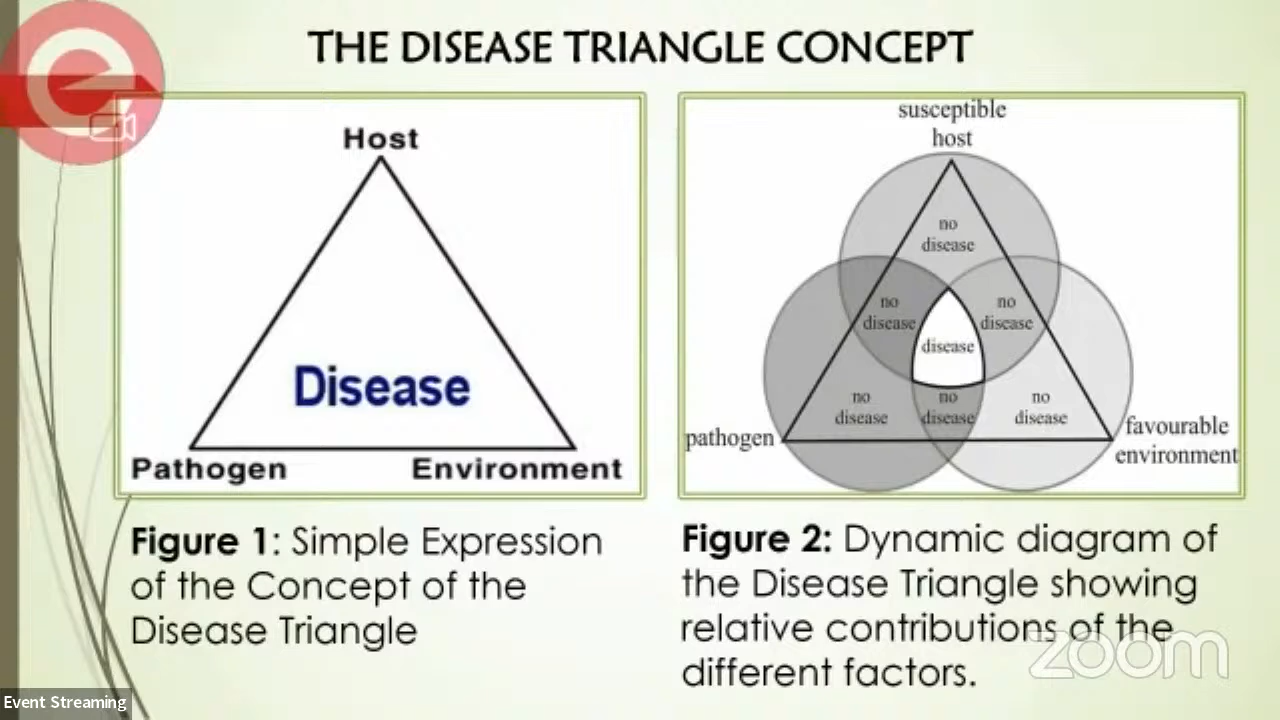 THE DISEASE TRIANGLE CONCEPT
Host
Disease
Pathogen
Environment
Figure 1: Simple Expression
of the Concept of the
Disease Triangle
susceptible
host
no
disease
no
disease
no
disease
disease
no
disease
no
disease
no
disease
pathogen
favourable
environment
Figure 2: Dynamic diagram of
the Disease Triangle showing
relative contributions of the
different factors.
zoom
Event Streaming